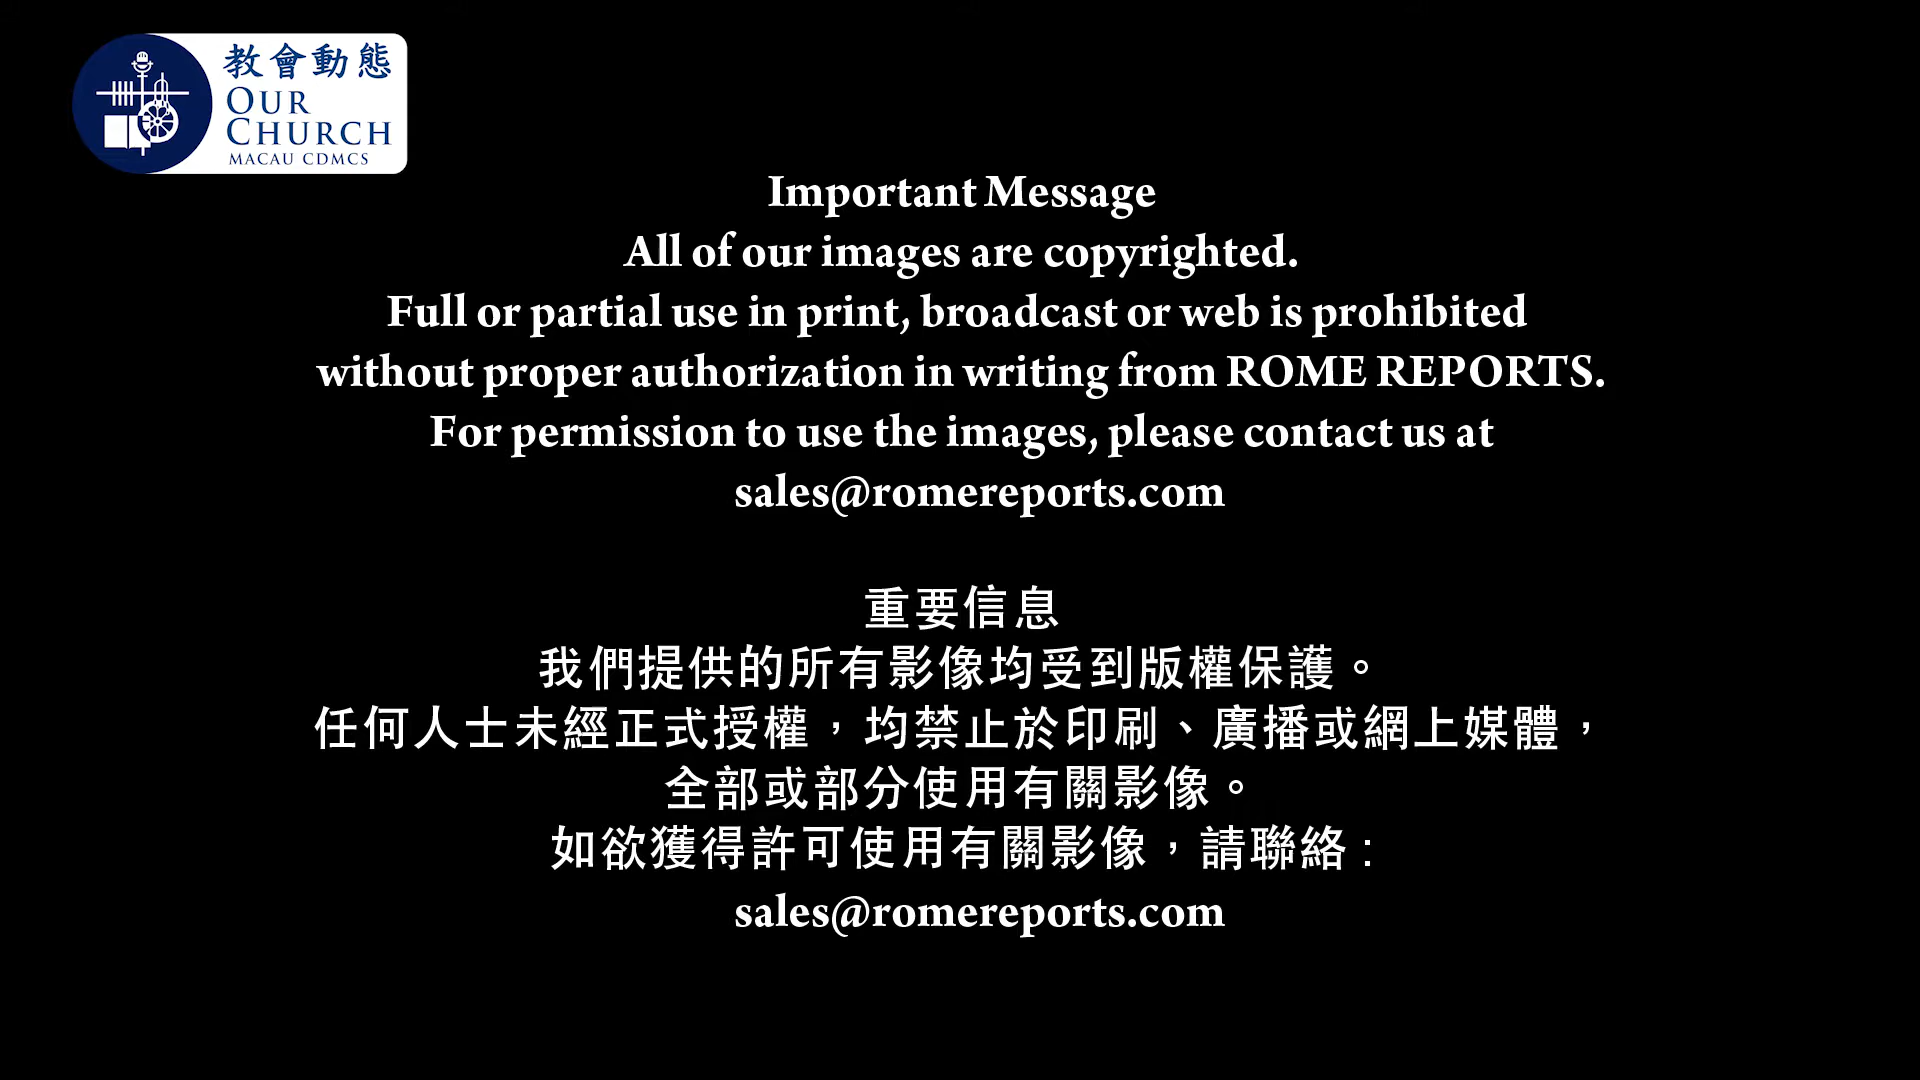 教會動態
OUR
CHURCH
MACAU CDMCS
Important Message
All of our images are copyrighted.
Full or partial use in print, broadcast or web is prohibited
without proper authorization in writing from ROME REPORTS.
For permission to use the images, please contact us at
sales@romereports.com
重要信息
我們提供的所有影像均受到版權保護。
任何人士未經正式授權，均禁止於印刷、廣播或網上媒體，
全部或部分使用有關影像。
如欲獲得許可使用有關影像，請聯絡：
sales@romereports.com